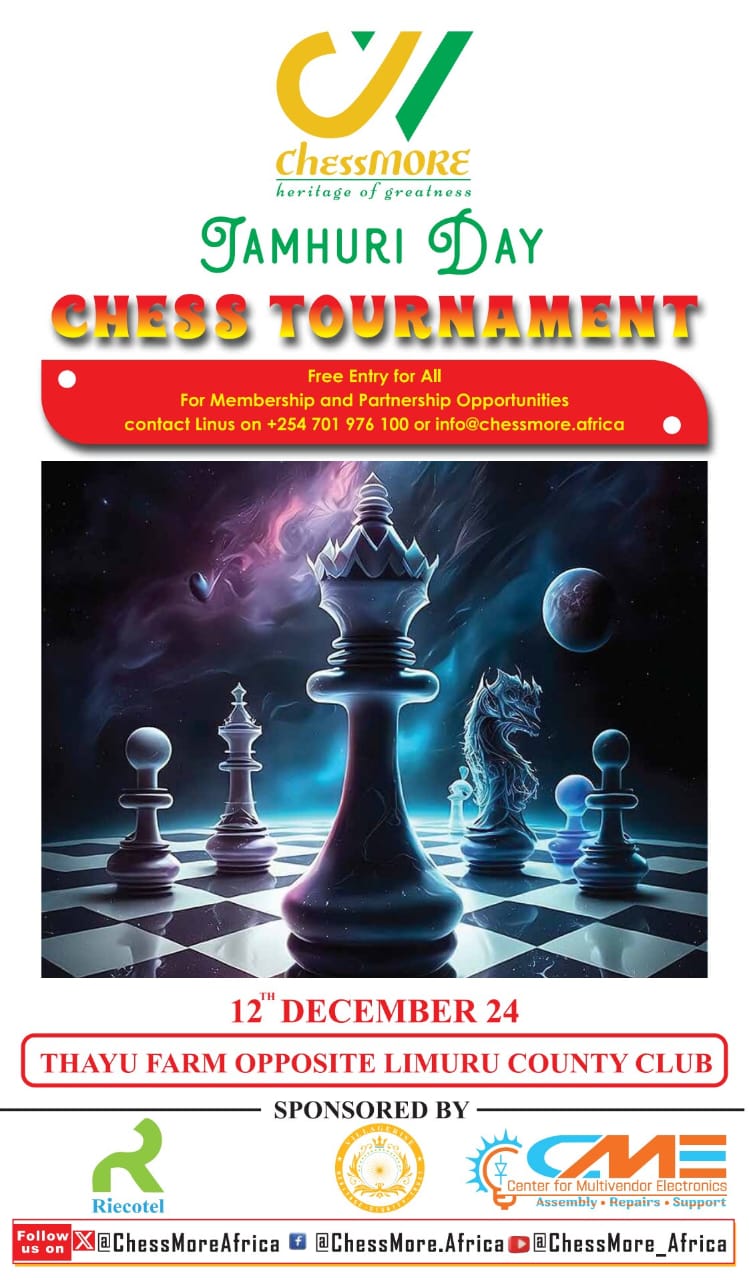 ChessMORE
heritage of greatness
JAMHURI DAY
CHESS TOURNAMENT
Free Entry for All
For Membership and Partnership Opportunities
contact Linus on +254 701 976 100 or info@chessmore.africa
12TH DECEMBER 24
THAYU FARM OPPOSITE LIMURU COUNTY CLUB
SPONSORED BY
Riecotel
VILLAGERISE
CME
Center for Multivendor Electronics
Assembly • Repairs • Support
Follow us on @ChessMoreAfrica @ChessMore.Africa @ChessMore_Africa